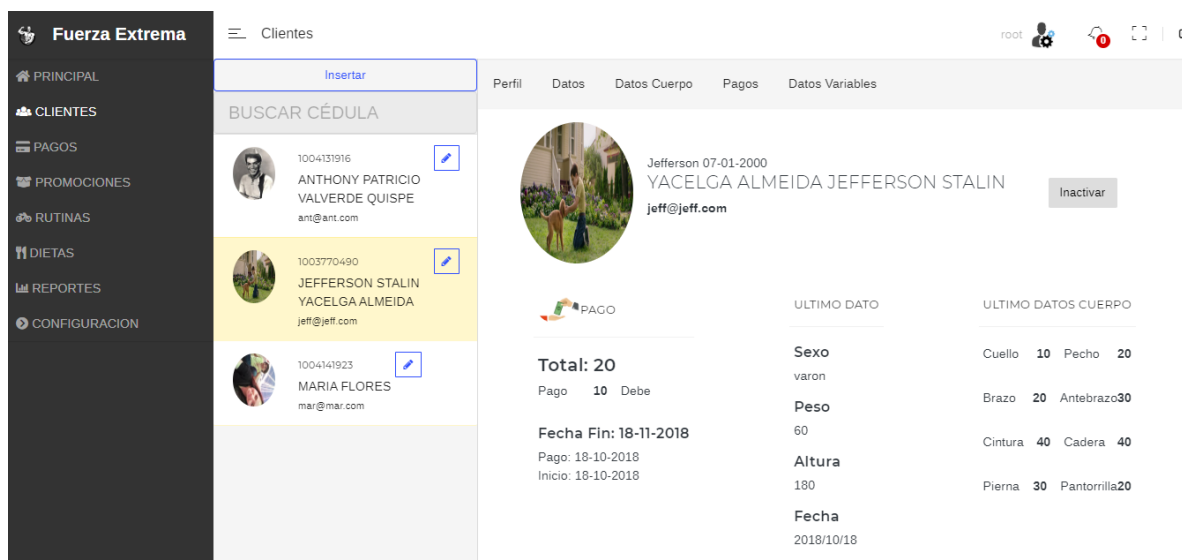 Fuerza Extrema
Clientes
root
0
PRINCIPAL
CLIENTES
PAGOS
PROMOCIONES
RUTINAS
DIETAS
REPORTES
CONFIGURACION
Insertar
BUSCAR CÉDULA
1004131916
ANTHONY PATRICIO
VALVERDE QUISPE
ant@ant.com
1003770490
JEFFERSON STALIN
YACELGA ALMEIDA
jeff@jeff.com
1004141923
MARIA FLORES
mar@mar.com
Perfil Datos Datos Cuerpo Pagos Datos Variables
Jefferson 07-01-2000
YACELGA ALMEIDA JEFFERSON STALIN
jeff@jeff.com
Inactivar
PAGO
Total: 20
Pago 10 Debe
Fecha Fin: 18-11-2018
Pago: 18-10-2018
Inicio: 18-10-2018
ULTIMO DATO
Sexo
varon
Peso
60
Altura
180
Fecha
2018/10/18
ULTIMO DATOS CUERPO
Cuello 10 Pecho 20
Brazo 20 Antebrazo30
Cintura 40 Cadera 40
Pierna 30 Pantorrilla20